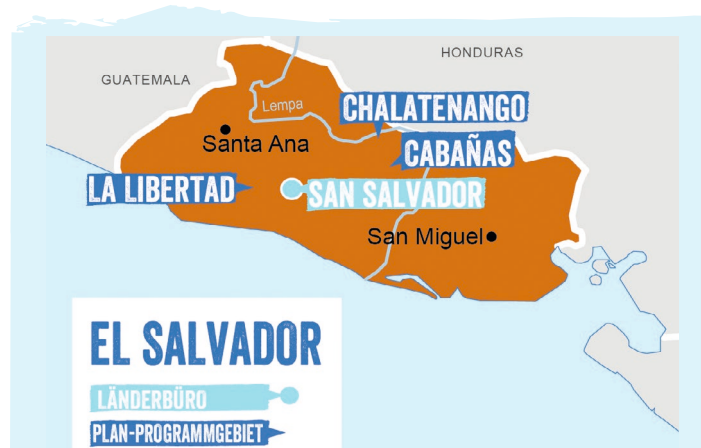 HONDURAS
GUATEMALA
Lempa
CHALATENANGO
Santa Ana
CABAÑAS
LA LIBERTAD
SAN SALVADOR
San Miguel
EL SALVADOR
LÄNDERBÜRO
PLAN-PROGRAMMGEBIET